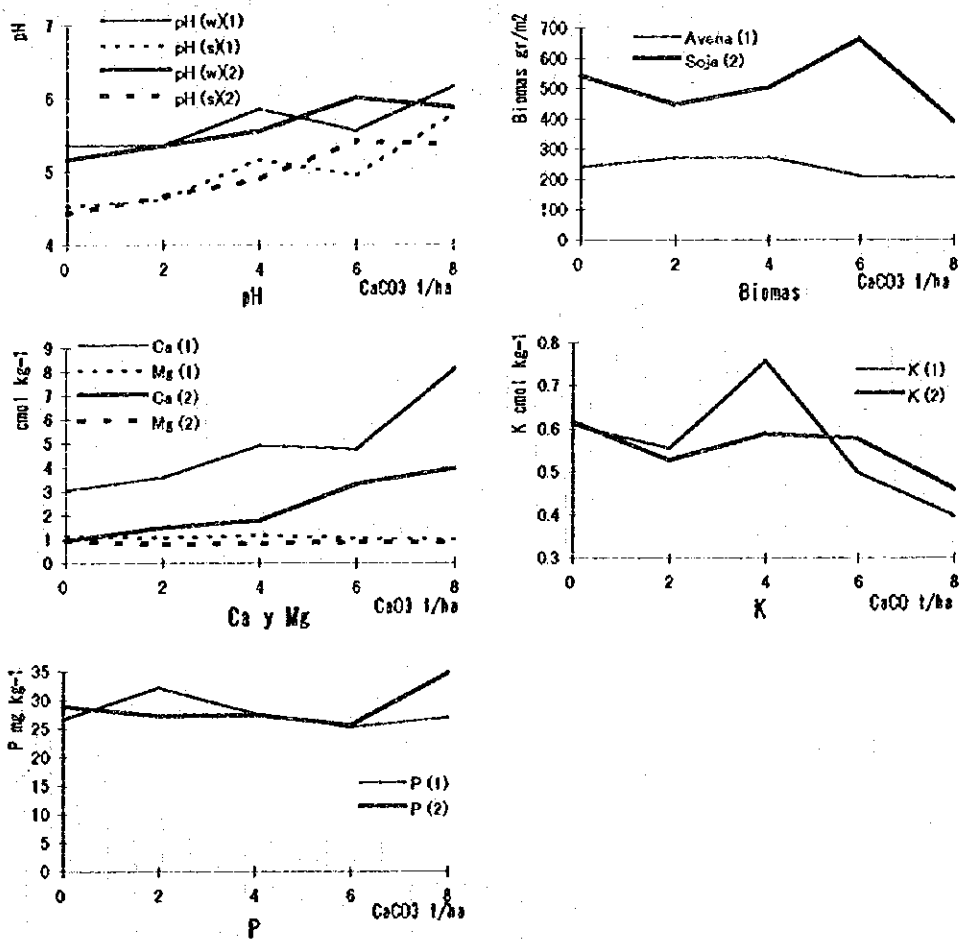 pH
7
6
5
4
pH (w)(1)
pH (s)(1)
pH (w)(2)
pH (s)(2)
0 2 4 6 8
pH
CaCO3 t/ha
Biomas gr/m2
700
600
500
400
300
200
100
0
Avena (1)
Soja (2)
0 2 4 6 8
Biomas
CaCO3 t/ha
cmol kg-1
9
8
7
6
5
4
3
2
1
0
Ca (1)
Mg (1)
Ca (2)
Mg (2)
0 2 4 6 8
Ca y Mg
CaO3 t/ha
K cmol kg-1
0.8
0.7
0.6
0.5
0.4
0.3
K (1)
K (2)
0 2 4 6 8
K
CaCO t/ha
P mg kg-1
35
30
25
20
15
10
5
0
P (1)
P (2)
0 2 4 6 8
P
CaCO3 t/ha